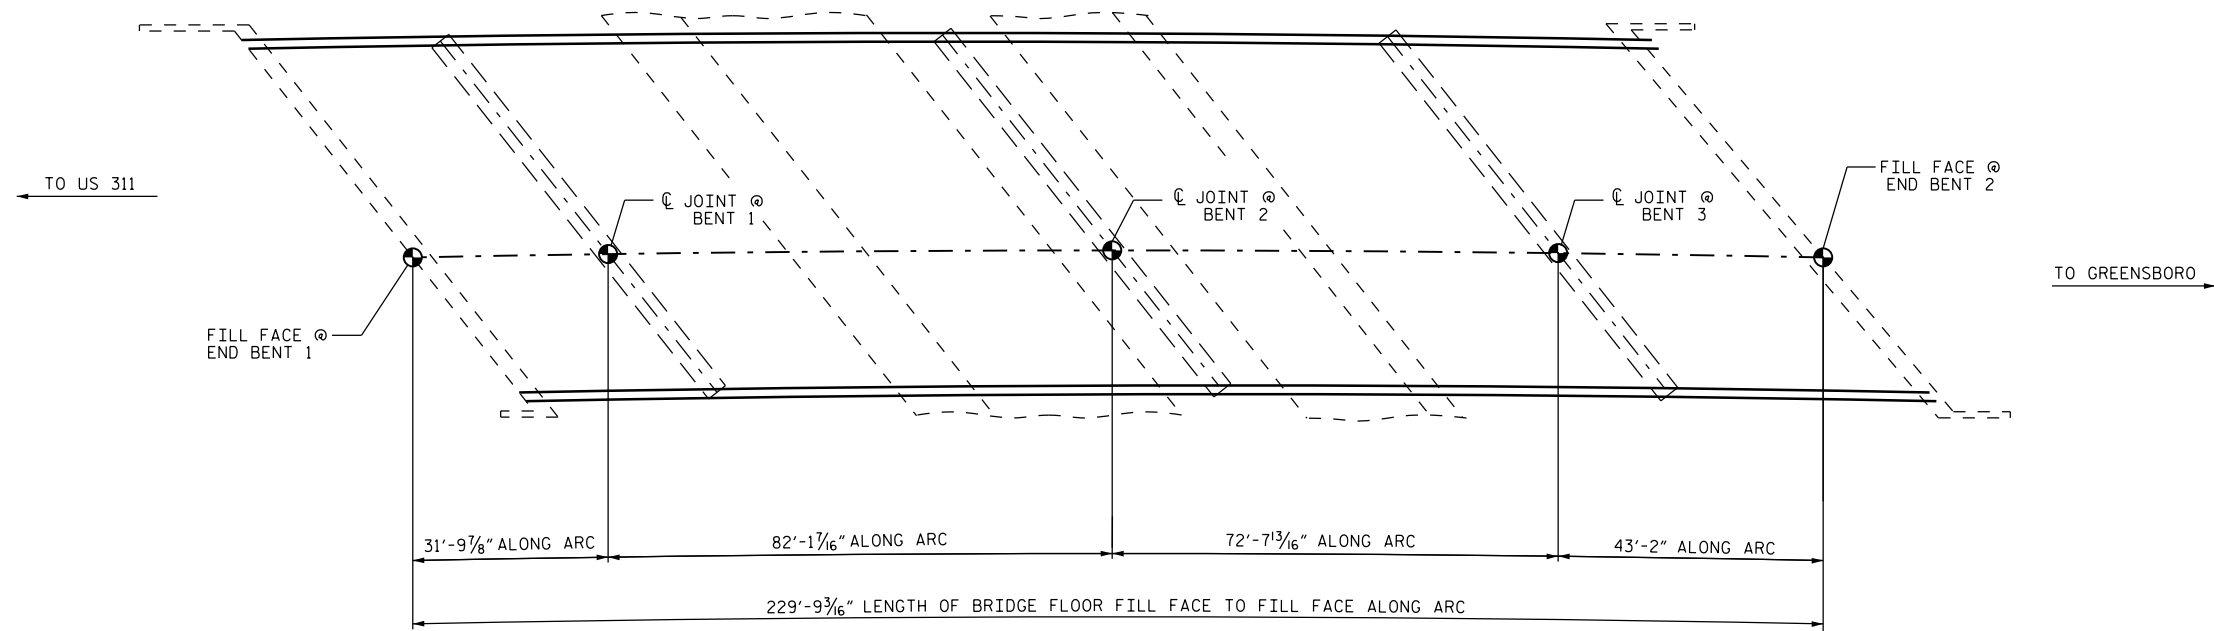 TO US 311
FILL FACE @
END BENT 1
℄ JOINT @
BENT 1
℄ JOINT @
BENT 2
℄ JOINT @
BENT 3
FILL FACE @
END BENT 2
TO GREENSBORO
31'-9⅞" ALONG ARC
82'-1 7/16" ALONG ARC
72'-7 13/16" ALONG ARC
43'-2" ALONG ARC
229'-9 3/16" LENGTH OF BRIDGE FLOOR FILL FACE TO FILL FACE ALONG ARC